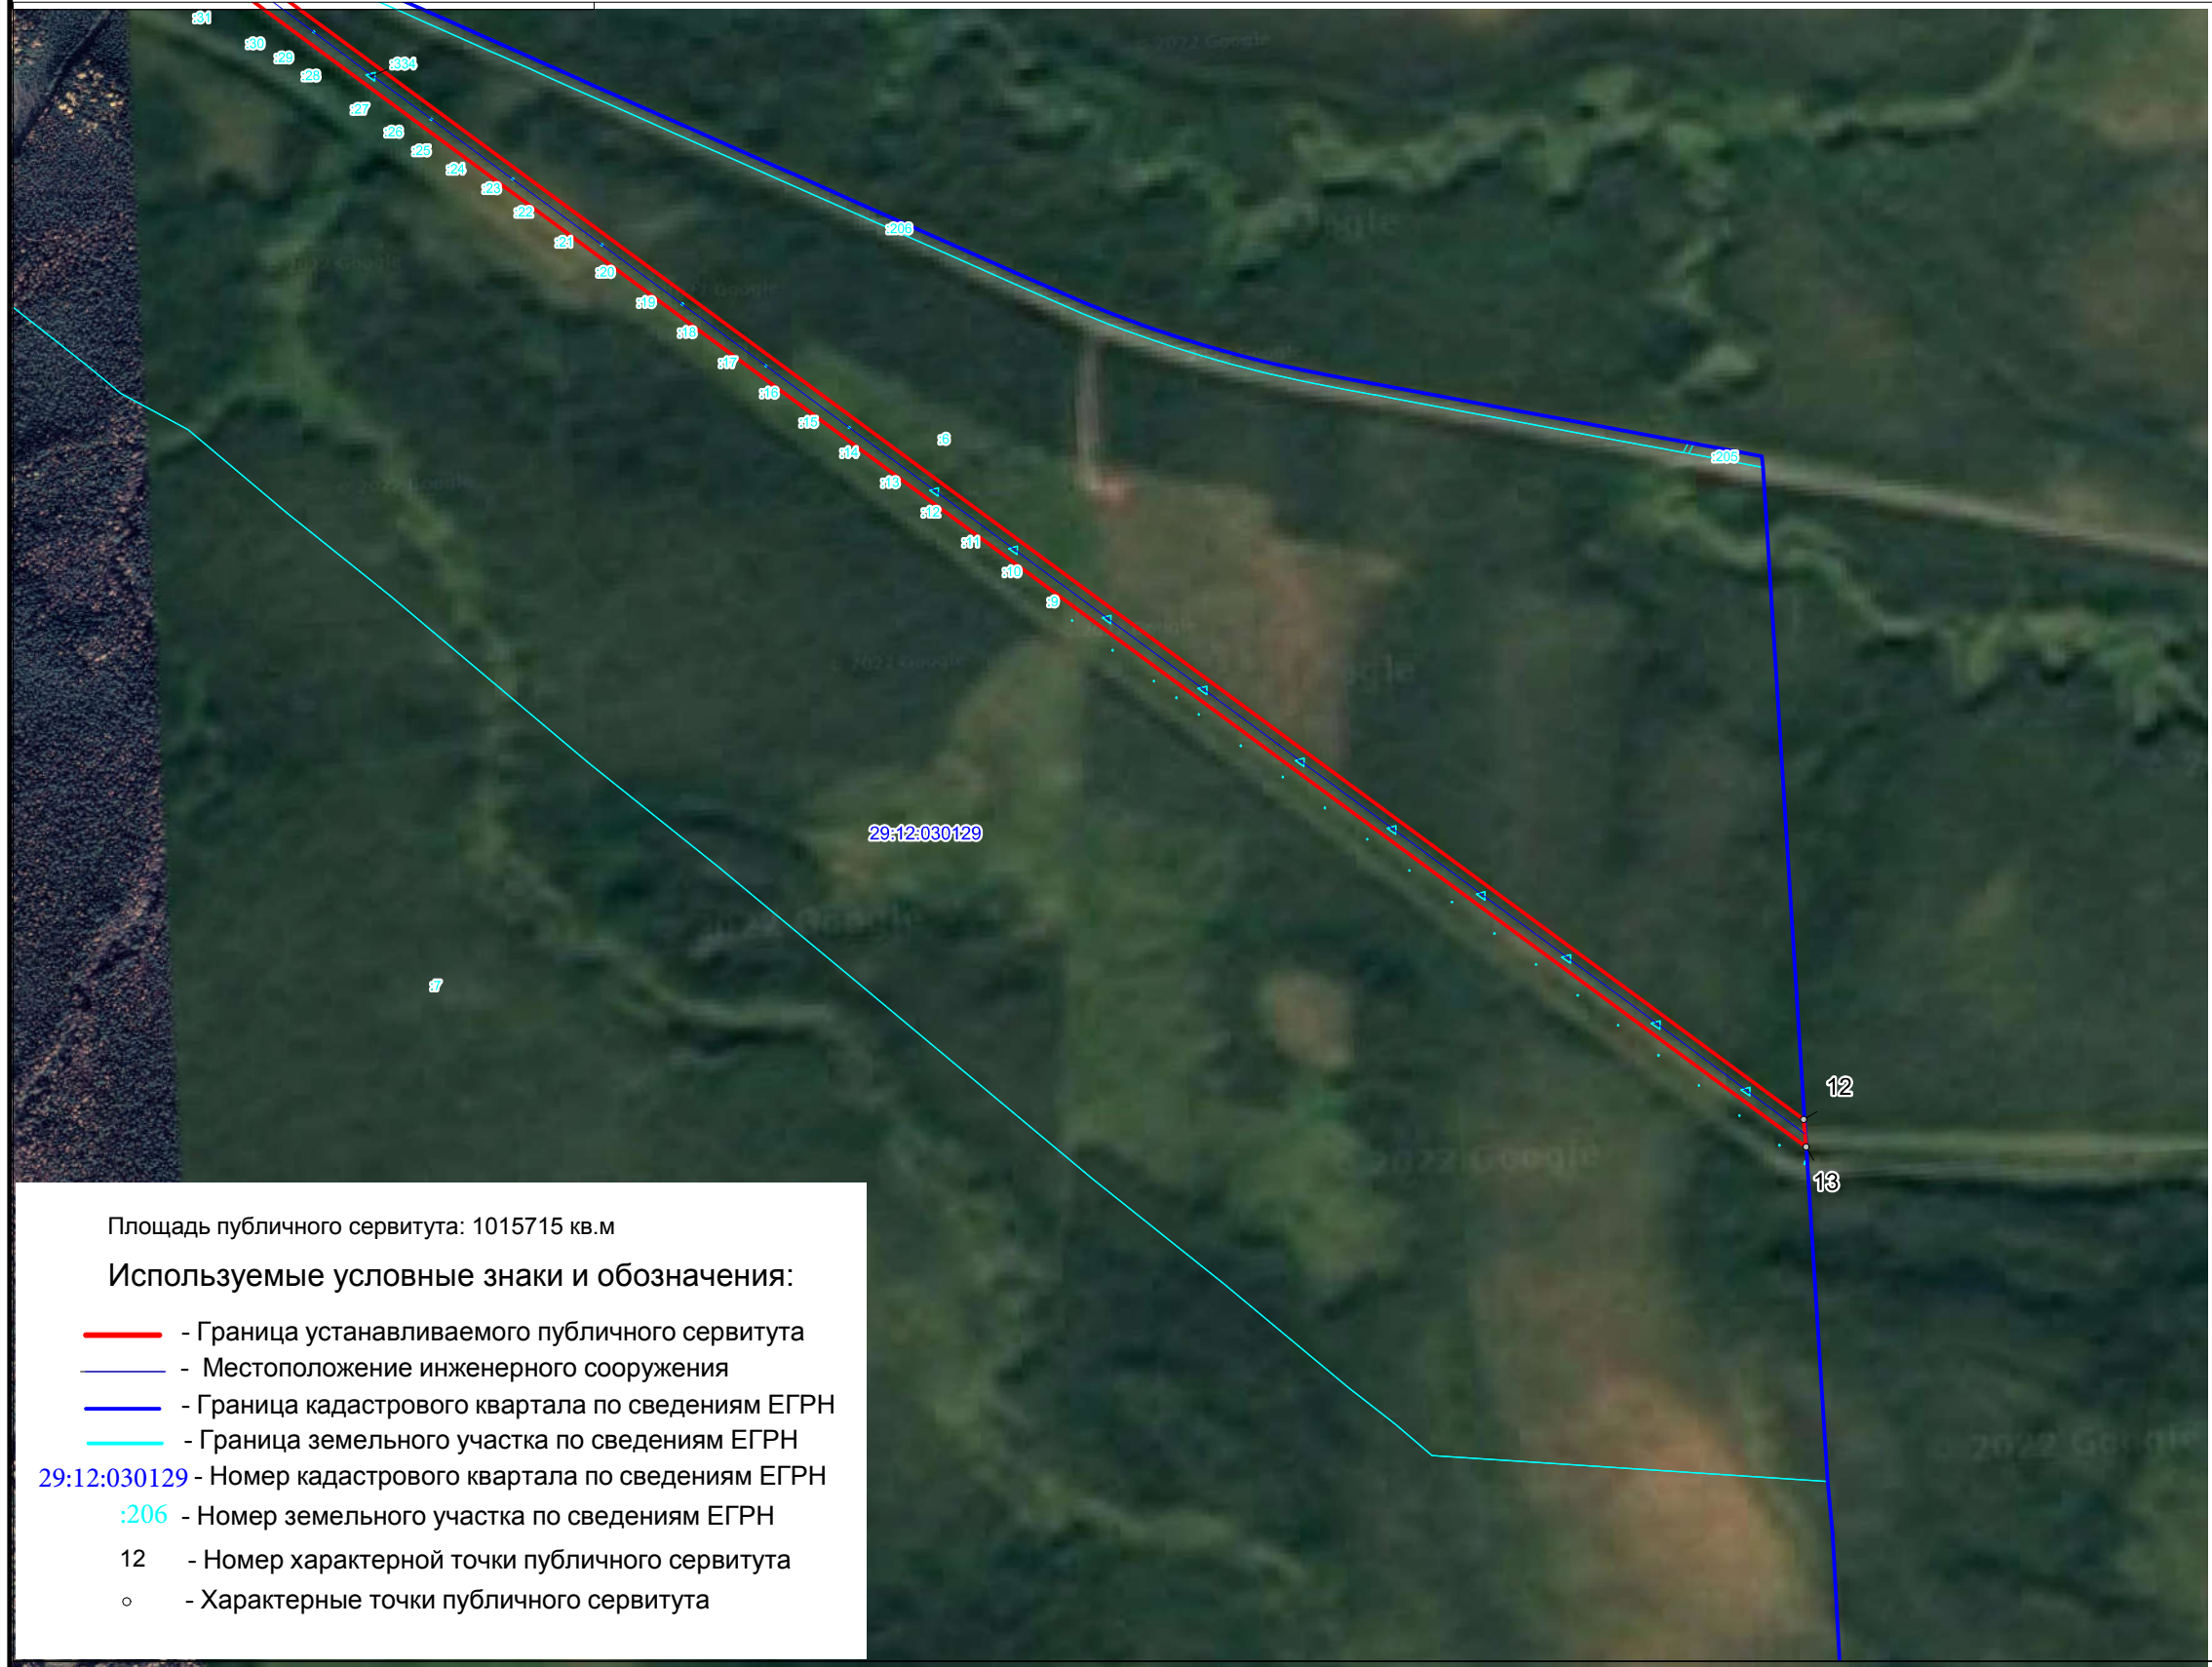 :31
:30
:29
:28
:334
:27
:26
:25
:24
:23
:22
:21
:20
:19
:18
:17
:16
:15
:14
:13
:12
:11
:10
:9
:206
:205
:6
29:12:030129
:7
12
13
© 2022 Google
Площадь публичного сервитута: 1015715 кв.м
Используемые условные знаки и обозначения:
- Граница устанавливаемого публичного сервитута
- Местоположение инженерного сооружения
- Граница кадастрового квартала по сведениям ЕГРН
- Граница земельного участка по сведениям ЕГРН
29:12:030129 - Номер кадастрового квартала по сведениям ЕГРН
:206 - Номер земельного участка по сведениям ЕГРН
12 - Номер характерной точки публичного сервитута
- Характерные точки публичного сервитута